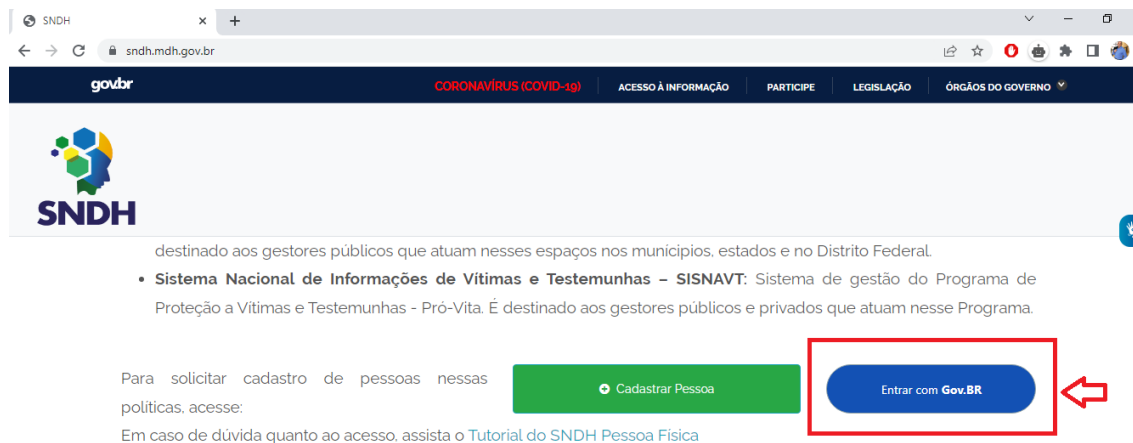 SNDH
sndh.mdh.gov.br
gov.br
CORONAVÍRUS (COVID-19)
ACESSO À INFORMAÇÃO
PARTICIPE
LEGISLAÇÃO
ÓRGÃOS DO GOVERNO
SNDH
destinado aos gestores públicos que atuam nesses espaços nos municípios, estados e no Distrito Federal.
• Sistema Nacional de Informações de Vítimas e Testemunhas – SISNAVT: Sistema de gestão do Programa de
Proteção a Vítimas e Testemunhas - Pró-Vita. É destinado aos gestores públicos e privados que atuam nesse Programa.
Para solicitar cadastro de pessoas nessas
políticas, acesse:
Cadastrar Pessoa
Entrar com Gov.BR
Em caso de dúvida quanto ao acesso, assista o Tutorial do SNDH Pessoa Física